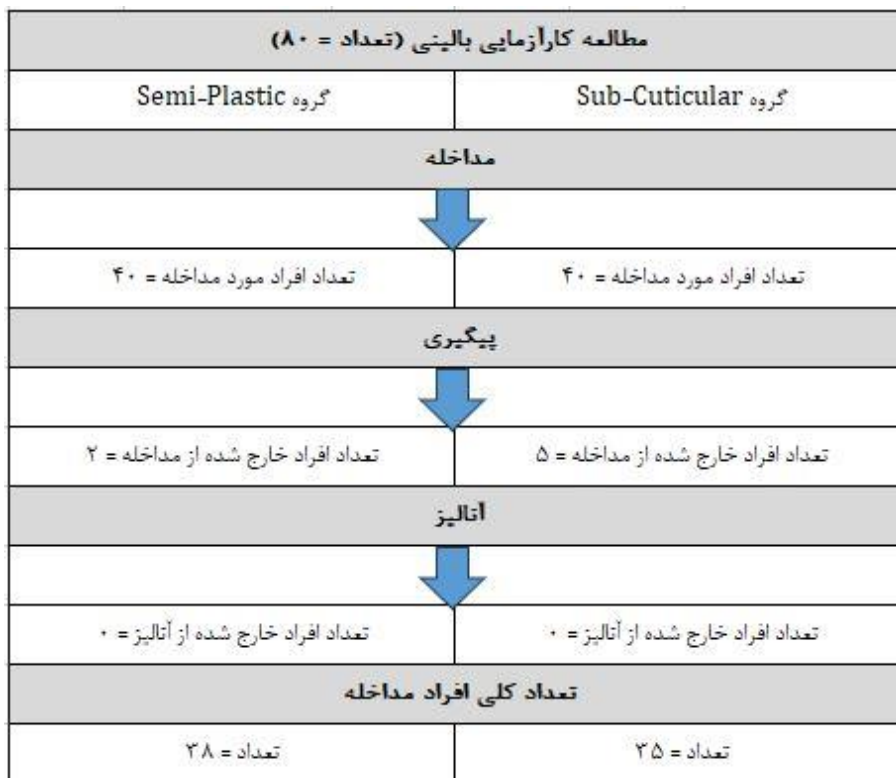 مطالعه کارآزمایی بالینی (تعداد = ۸۰)
گروه Sub-Cuticular
گروه Semi-Plastic
مداخله
تعداد افراد مورد مداخله = ۴۰
تعداد افراد مورد مداخله = ۴۰
پیگیری
تعداد افراد خارج شده از مداخله = ۵
تعداد افراد خارج شده از مداخله = ۲
آنالیز
تعداد افراد خارج شده از آنالیز = ۰
تعداد افراد خارج شده از آنالیز = ۰
تعداد کلی افراد مداخله
تعداد = ۳۵
تعداد = ۳۸